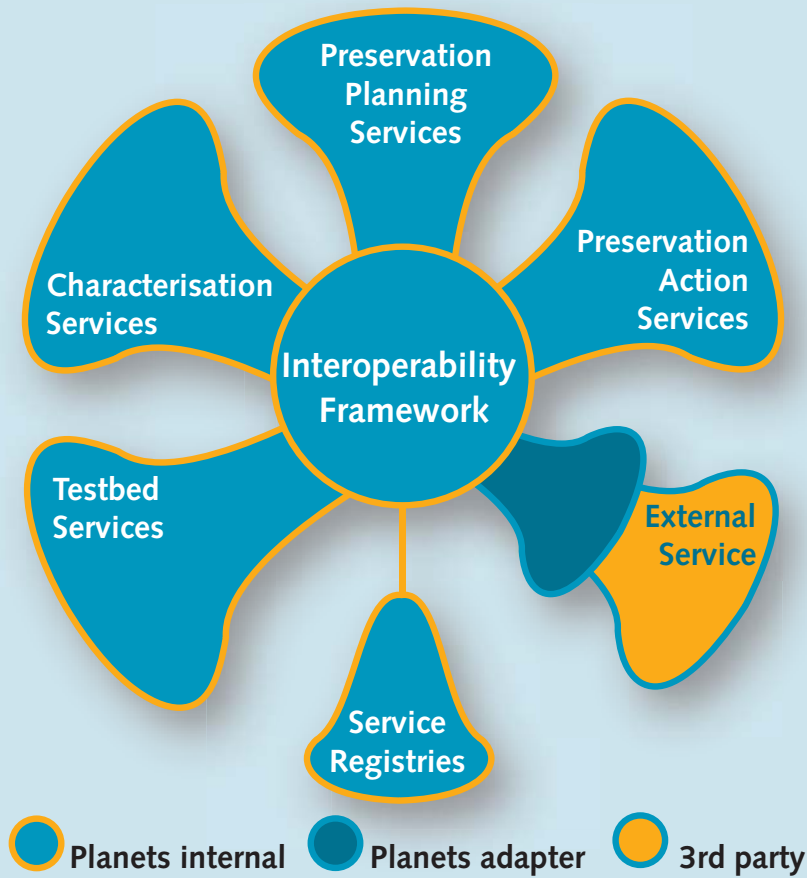 Preservation
Planning
Services
Preservation
Action
Services
Characterisation
Services
Interoperability
Framework
Testbed
Services
External
Service
Service
Registries
Planets internal
Planets adapter
3rd party